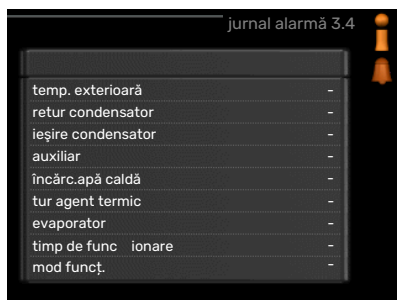 jurnal alarmă 3.4
temp. exterioară -
retur condensator -
ieşire condensator -
auxiliar -
încărc.apă caldă -
tur agent termic -
evaporator -
timp de func ionare -
mod funcţ. -